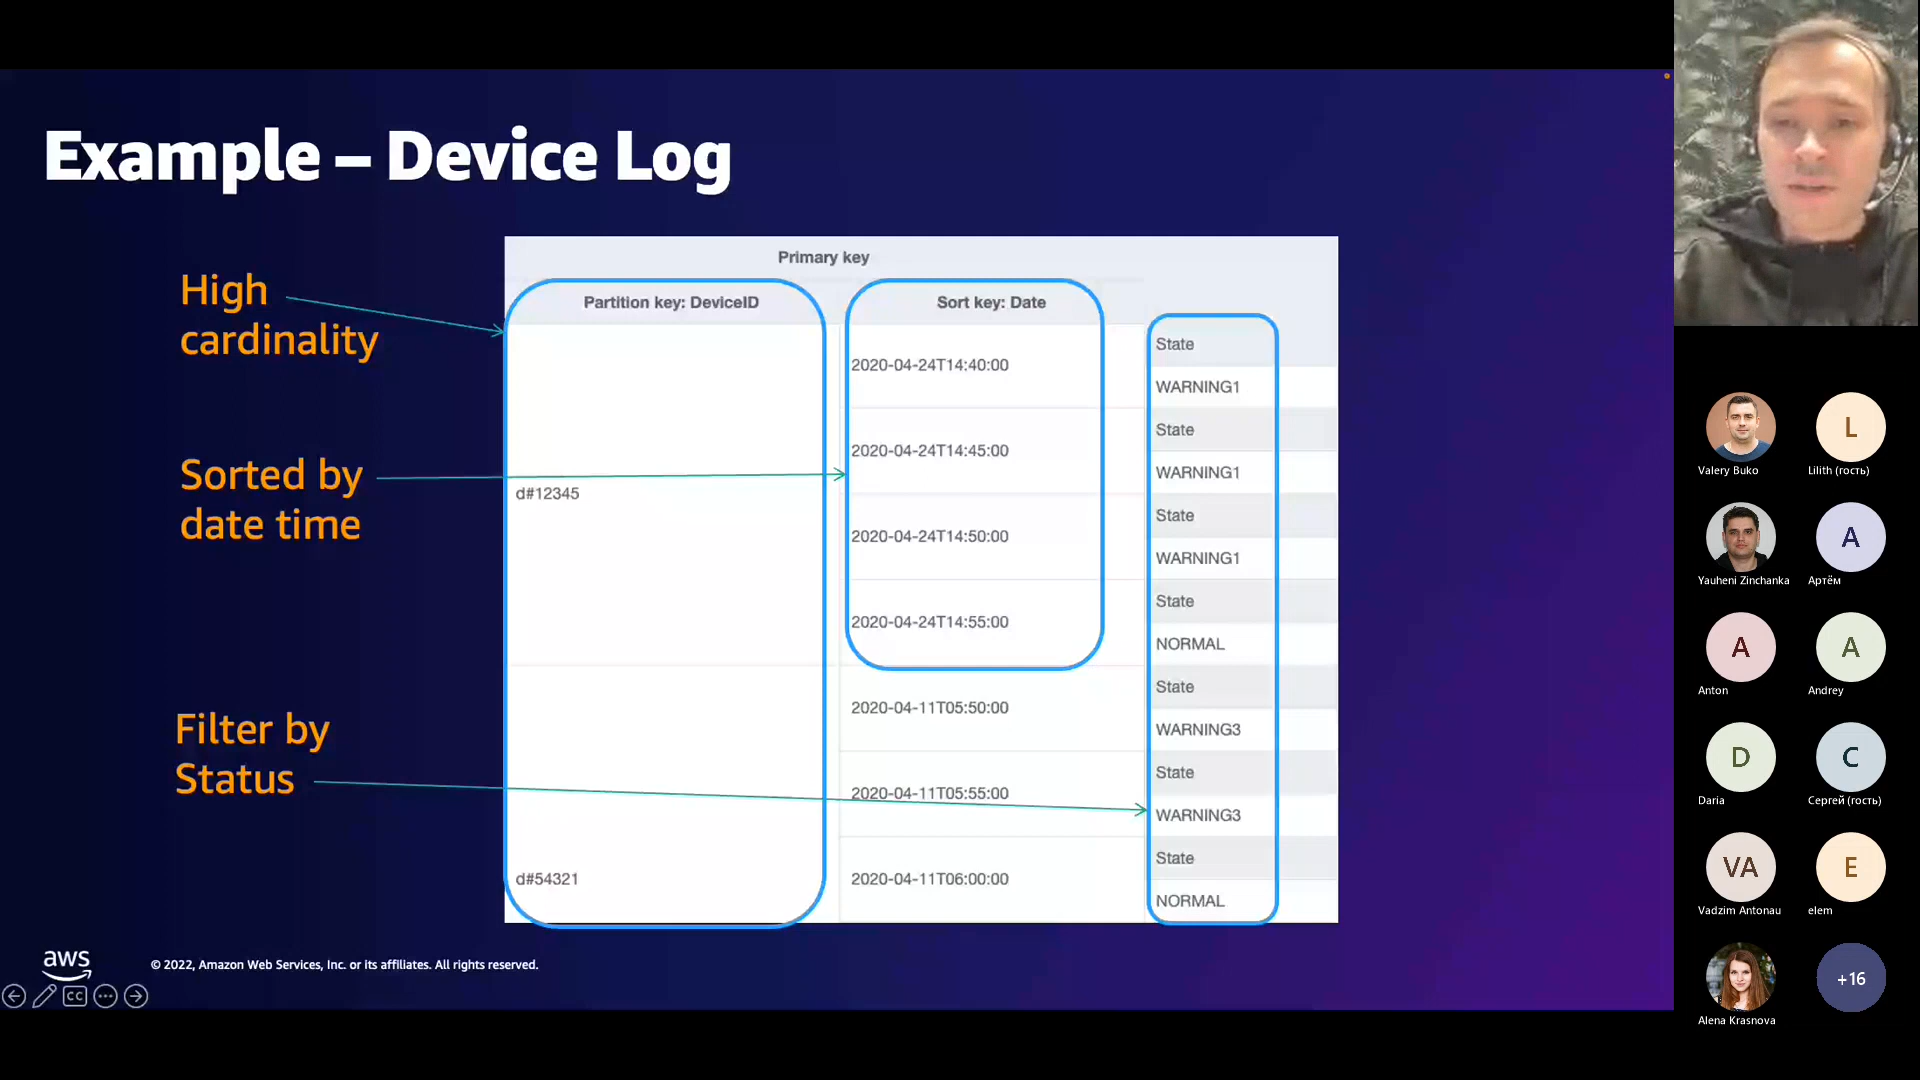 Example – Device Log
High
cardinality
Sorted by
date time
Filter by
Status
Primary key
Partition key: DeviceID
Sort key: Date
d#12345
2020-04-24T14:40:00
State
WARNING1
2020-04-24T14:45:00
State
WARNING1
2020-04-24T14:50:00
State
WARNING1
2020-04-24T14:55:00
State
NORMAL
d#54321
2020-04-11T05:50:00
State
WARNING3
2020-04-11T05:55:00
State
WARNING3
2020-04-11T06:00:00
State
NORMAL
aws
© 2022, Amazon Web Services, Inc. or its affiliates. All rights reserved.
CC
Valery Buko
L
Lilith (гость)
Yauheni Zinchanka
A
Артём
A
Anton
A
Andrey
D
Daria
C
Сергей (гость)
VA
Vadzim Antonau
E
elem
Alena Krasnova
+16